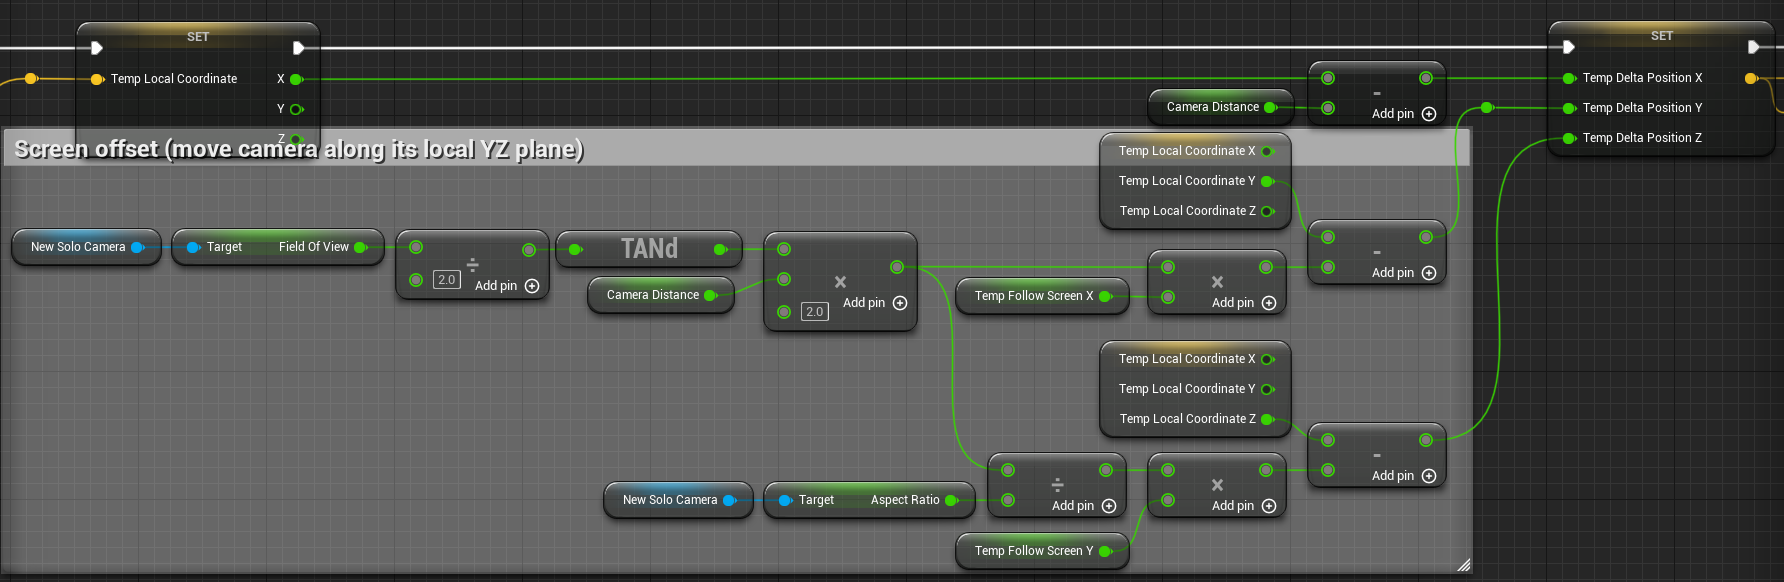 SET
Temp Local Coordinate X
Y
Z
SET
Temp Delta Position X
Temp Delta Position Y
Temp Delta Position Z
Camera Distance
-
Add pin
Screen offset (move camera along its local YZ plane)
Temp Local Coordinate X
Temp Local Coordinate Y
Temp Local Coordinate Z
New Solo Camera
Target Field Of View
÷
2.0 Add pin
TANd
Camera Distance
×
Add pin
2.0
Temp Follow Screen X
×
Add pin
-
Add pin
Temp Local Coordinate X
Temp Local Coordinate Y
Temp Local Coordinate Z
New Solo Camera
Target Aspect Ratio
÷
Add pin
×
Add pin
-
Add pin
Temp Follow Screen Y